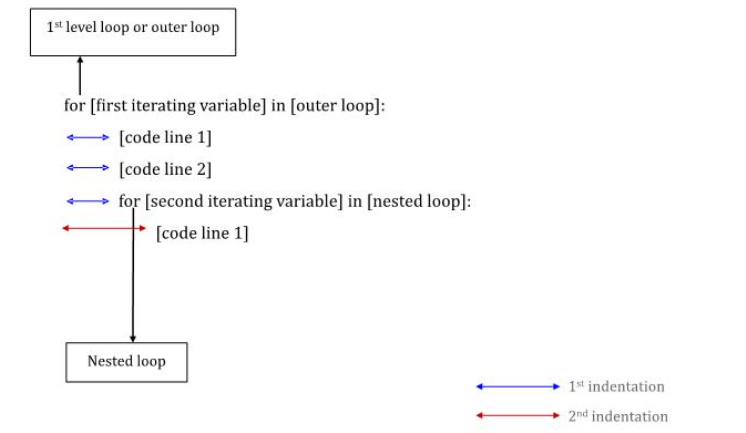 1st level loop or outer loop
for [first iterating variable] in [outer loop]:
[code line 1]
[code line 2]
for [second iterating variable] in [nested loop]:
[code line 1]
Nested loop
1st indentation
2nd indentation